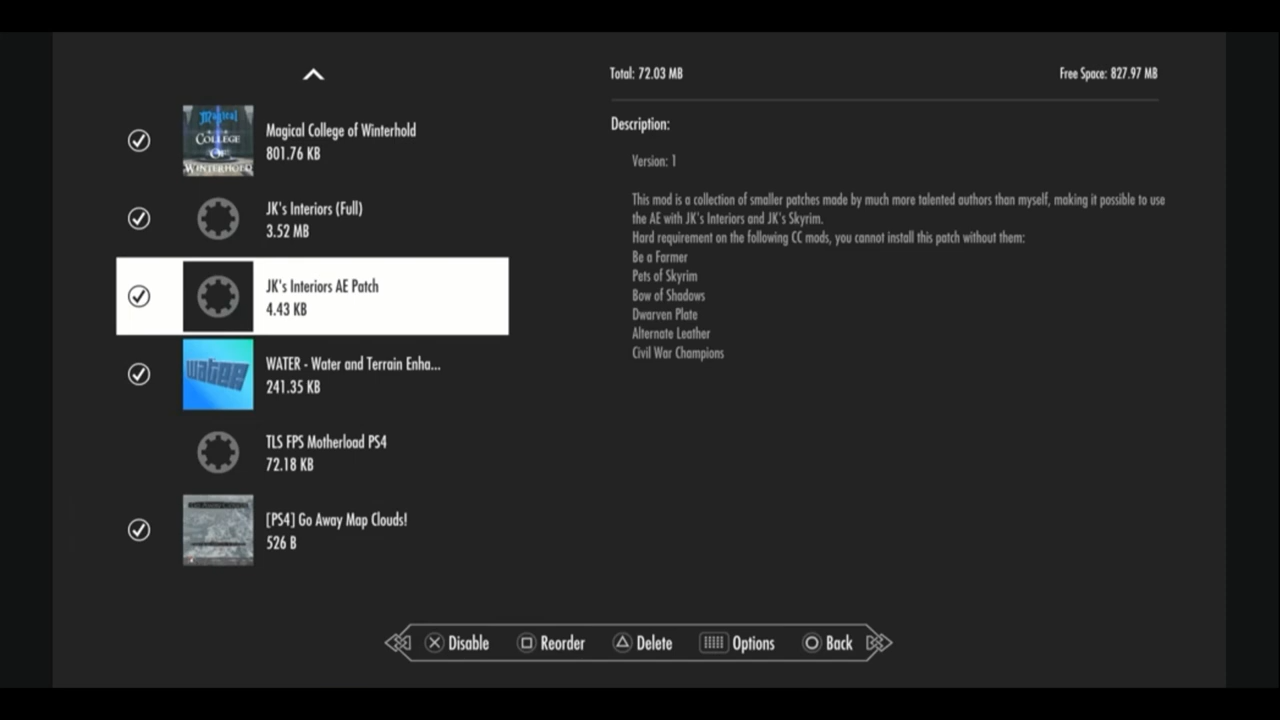 Total: 72.03 MB
Free Space: 827.97 MB
Magical
COLLEGE
OF
WINTERHOLD
Magical College of Winterhold
801.76 KB
JK's Interiors (Full)
3.52 MB
JK's Interiors AE Patch
4.43 KB
water
WATER - Water and Terrain Enha...
241.35 KB
TLS FPS Motherload PS4
72.18 KB
[PS4] Go Away Map Clouds!
526 B
Description:
Version: 1
This mod is a collection of smaller patches made by much more talented authors than myself, making it possible to use
the AE with JK's Interiors and JK's Skyrim.
Hard requirement on the following CC mods, you cannot install this patch without them:
Be a Farmer
Pets of Skyrim
Bow of Shadows
Dwarven Plate
Alternate Leather
Civil War Champions
Disable
Reorder
Delete
Options
Back